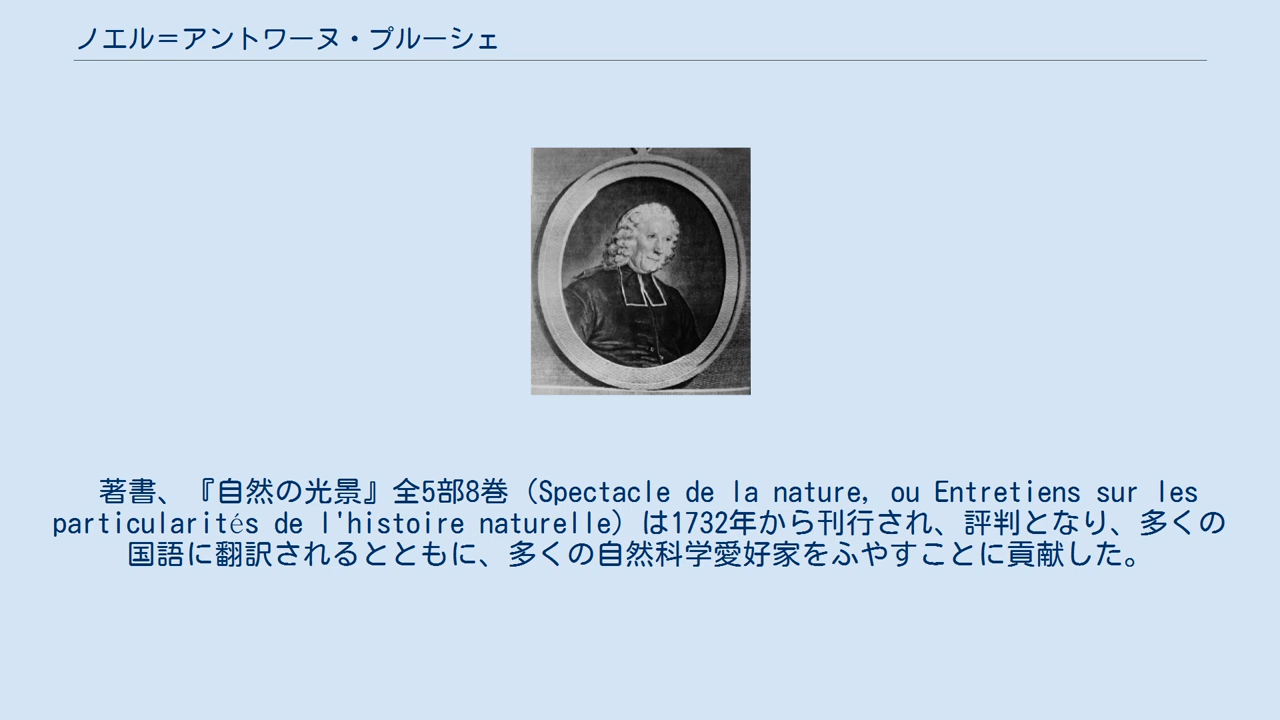 ノエル＝アントワーヌ・プルーシェ
著書、『自然の光景』全5部8巻（Spectacle de la nature, ou Entretiens sur les
particularités de l'histoire naturelle）は1732年から刊行され、評判となり、多くの
国語に翻訳されるとともに、多くの自然科学愛好家をふやすことに貢献した。